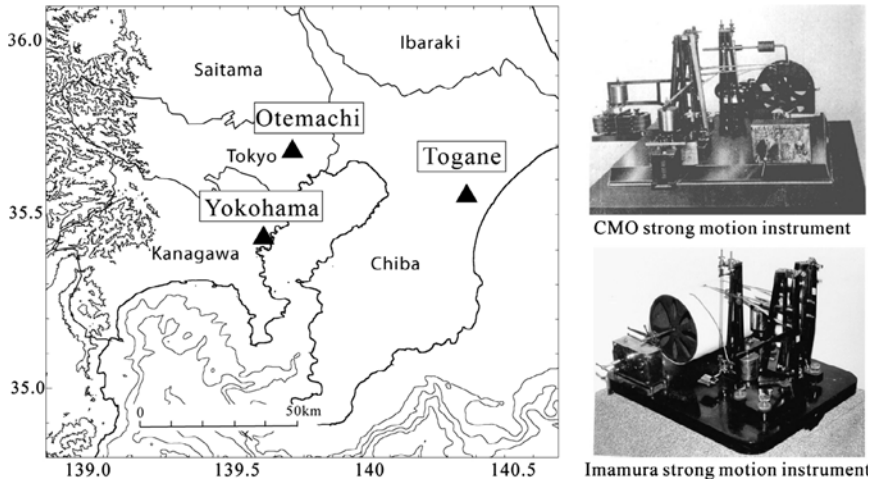 36.0
Ibaraki
Saitama
Otemachi
Tokyo
Togane
35.5
Yokohama
Kanagawa
Chiba
35.0
0
50km
139.0
139.5
140
140.5
CMO strong motion instrument
Imamura strong motion instrument